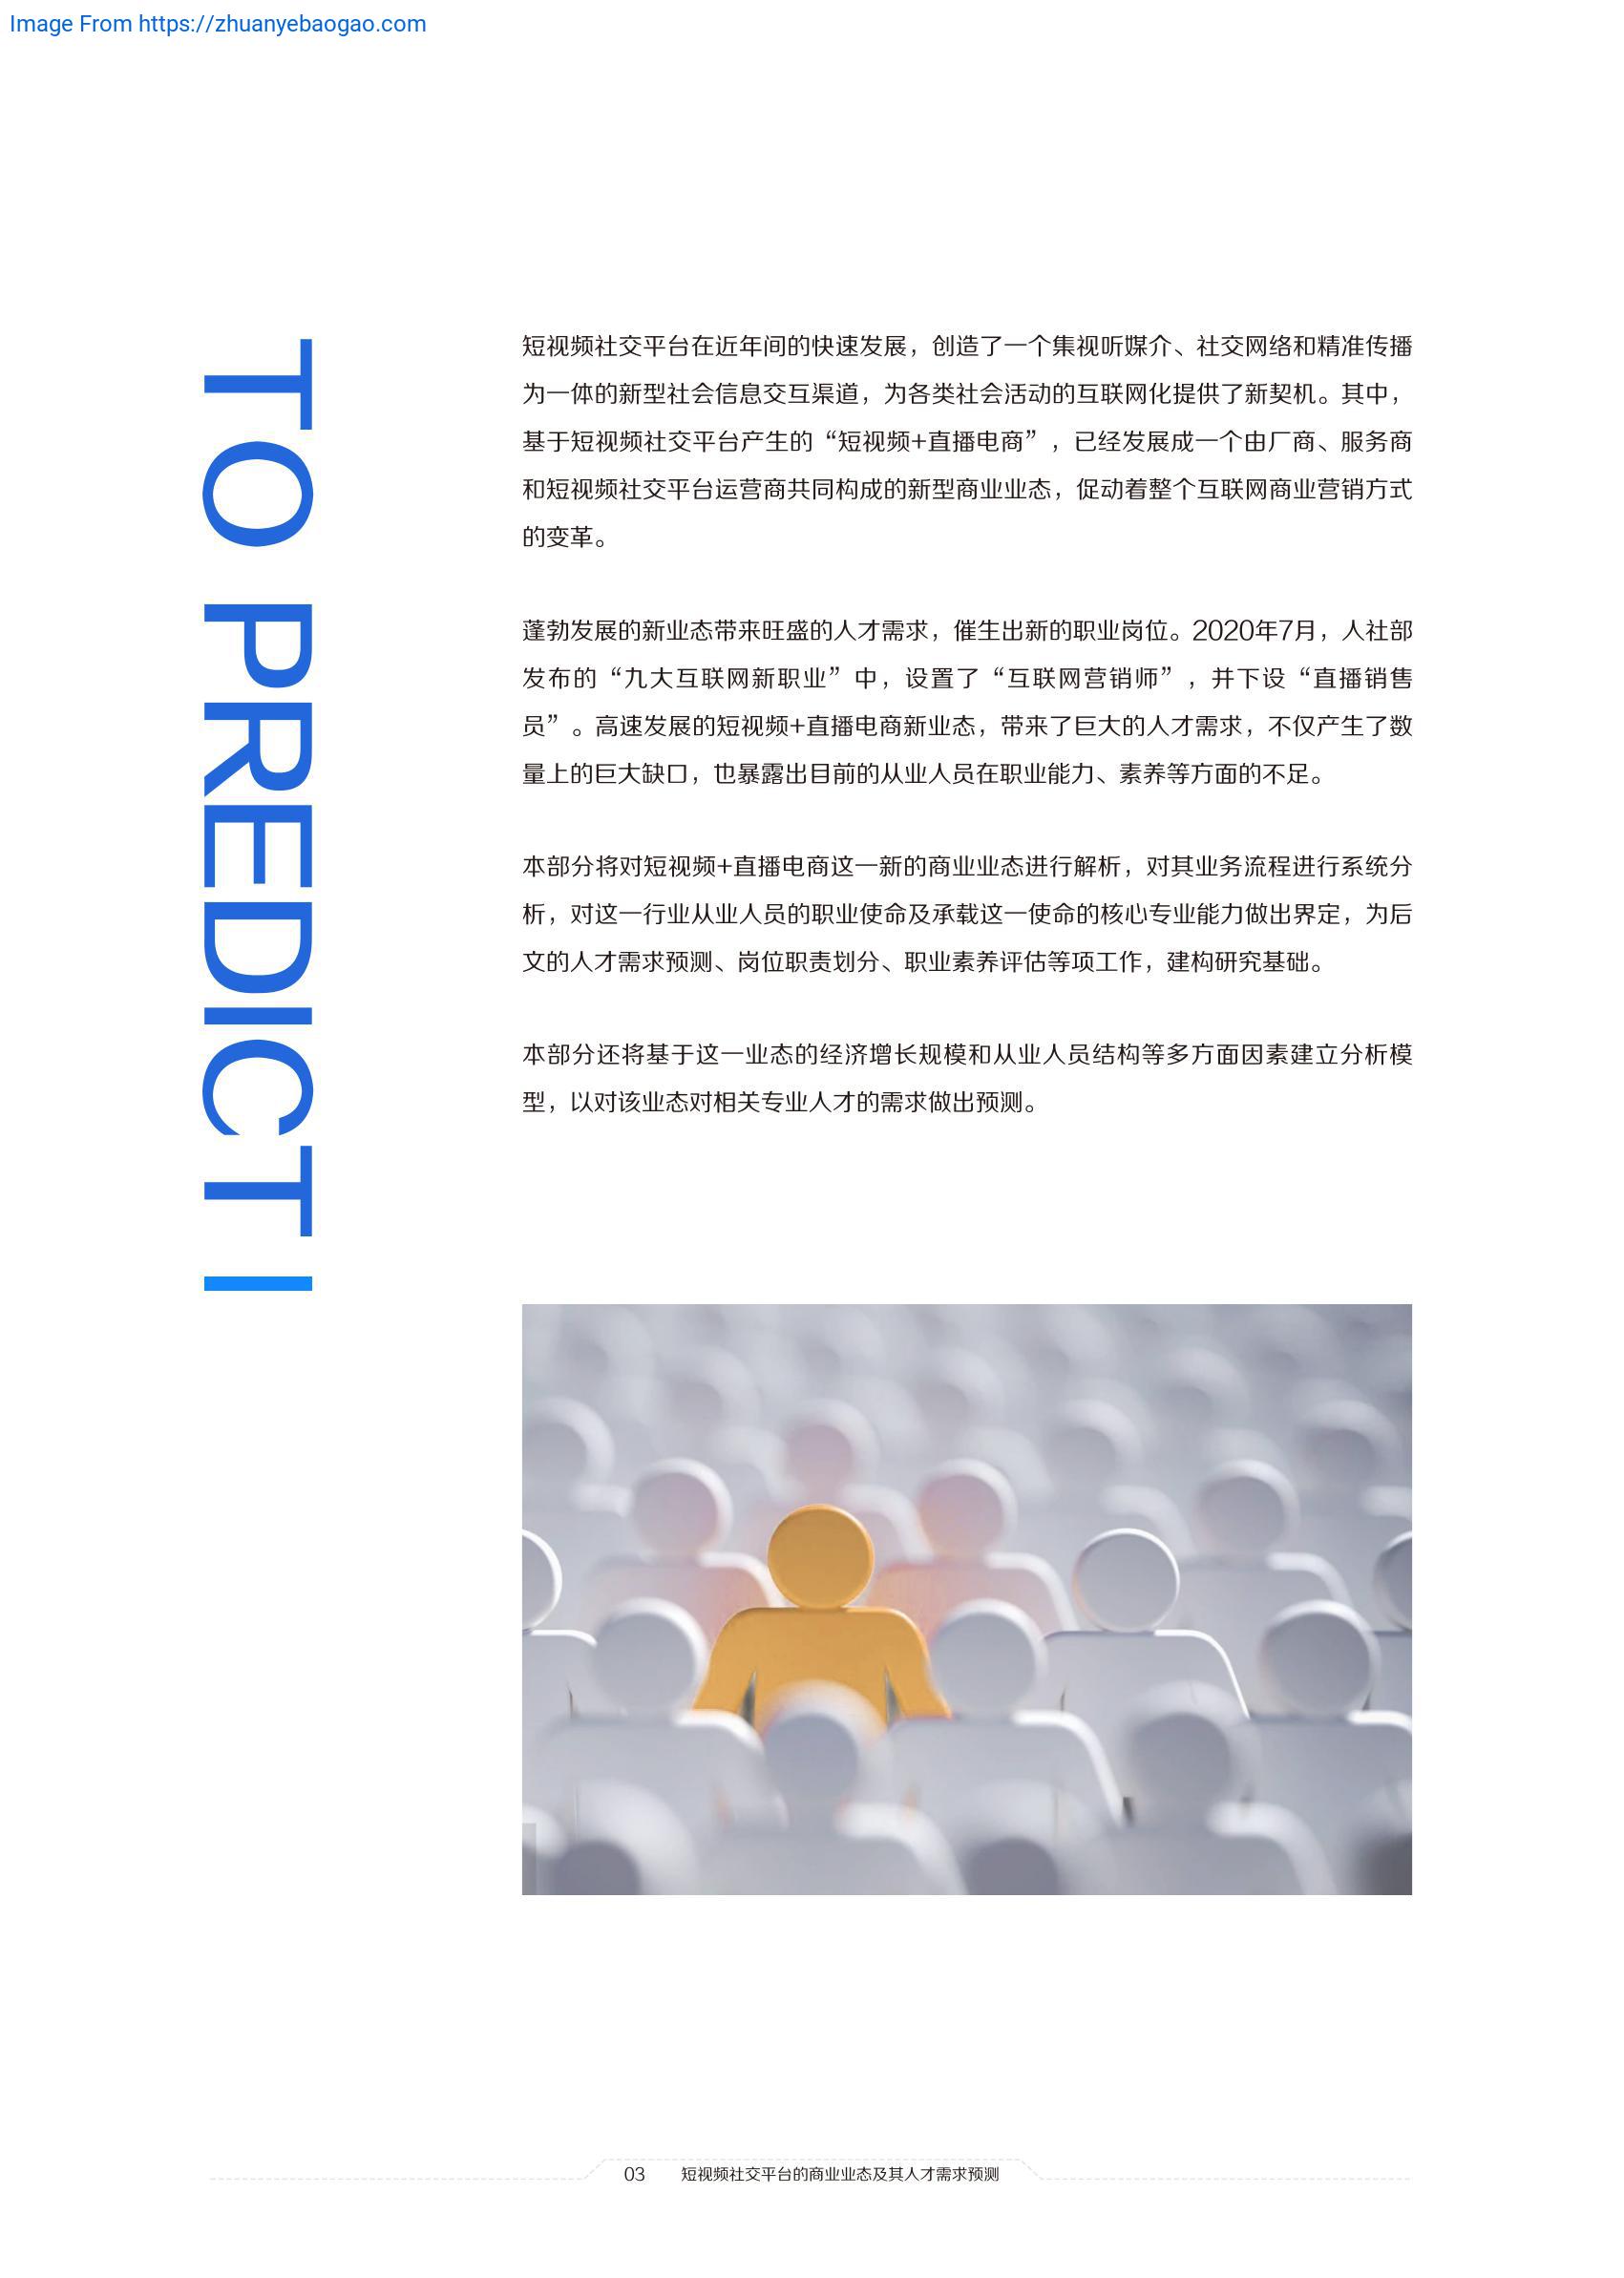 Image From https://zhuanyebaogao.com
TO PREDICT
短视频社交平台在近年间的快速发展，创造了一个集视听媒介、社交网络和精准传播
为一体的新型社会信息交互渠道，为各类社会活动的互联网化提供了新契机。其中，
基于短视频社交平台产生的“短视频+直播电商”，已经发展成一个由厂商、服务商
和短视频社交平台运营商共同构成的新型商业业态，促动着整个互联网商业营销方式
的变革。
蓬勃发展的新业态带来旺盛的人才需求，催生出新的职业岗位。2020年7月，人社部
发布的“九大互联网新职业”中，设置了“互联网营销师”，并下设“直播销售
员”。高速发展的短视频+直播电商新业态，带来了巨大的人才需求，不仅产生了数
量上的巨大缺口，也暴露出目前的从业人员在职业能力、素养等方面的不足。
本部分将对短视频+直播电商这一新的商业业态进行解析，对其业务流程进行系统分
析，对这一行业从业人员的职业使命及承载这一使命的核心专业能力做出界定，为后
文的人才需求预测、岗位职责划分、职业素养评估等项工作，建构研究基础。
本部分还将基于这一业态的经济增长规模和从业人员结构等多方面因素建立分析模
型，以对该业态对相关专业人才的需求做出预测。
03 短视频社交平台的商业业态及其人才需求预测